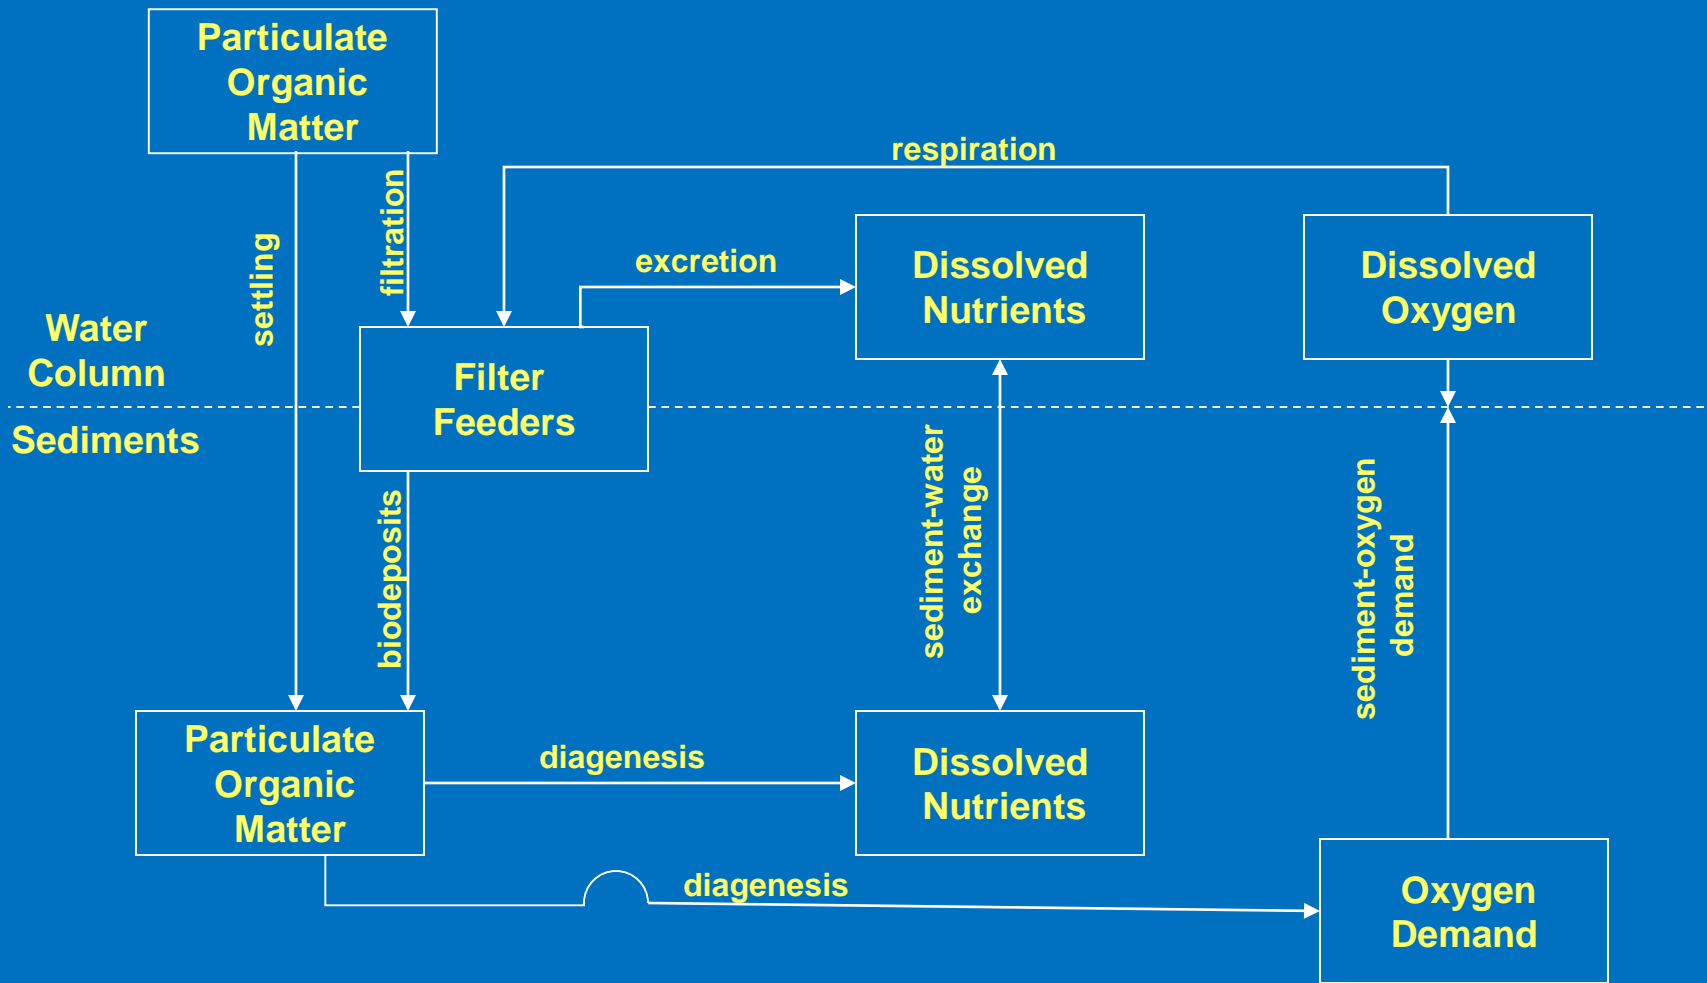 Particulate
Organic
Matter
respiration
filtration
settling
excretion
Dissolved
Nutrients
Dissolved
Oxygen
Water
Column
Filter
Feeders
Sediments
biodeposits
sediment-water
exchange
sediment-oxygen
demand
Particulate
Organic
Matter
diagenesis
Dissolved
Nutrients
diagenesis
Oxygen
Demand